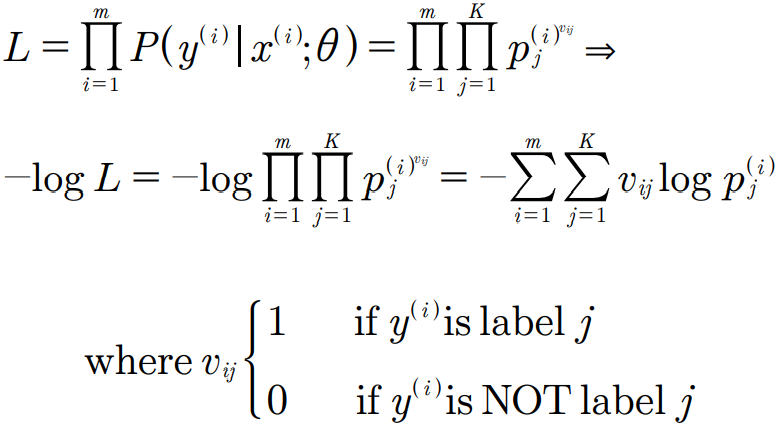 L = ∏_{i=1}^{m} P(y^{(i)} | x^{(i)}; θ) = ∏_{i=1}^{m} ∏_{j=1}^{K} p_j^{(i)^{v_{ij}}} ⇒
−log L = −log ∏_{i=1}^{m} ∏_{j=1}^{K} p_j^{(i)^{v_{ij}}} = −∑_{i=1}^{m} ∑_{j=1}^{K} v_{ij} log p_j^{(i)}
where v_{ij} { 1 if y^{(i)} is label j
0 if y^{(i)} is NOT label j